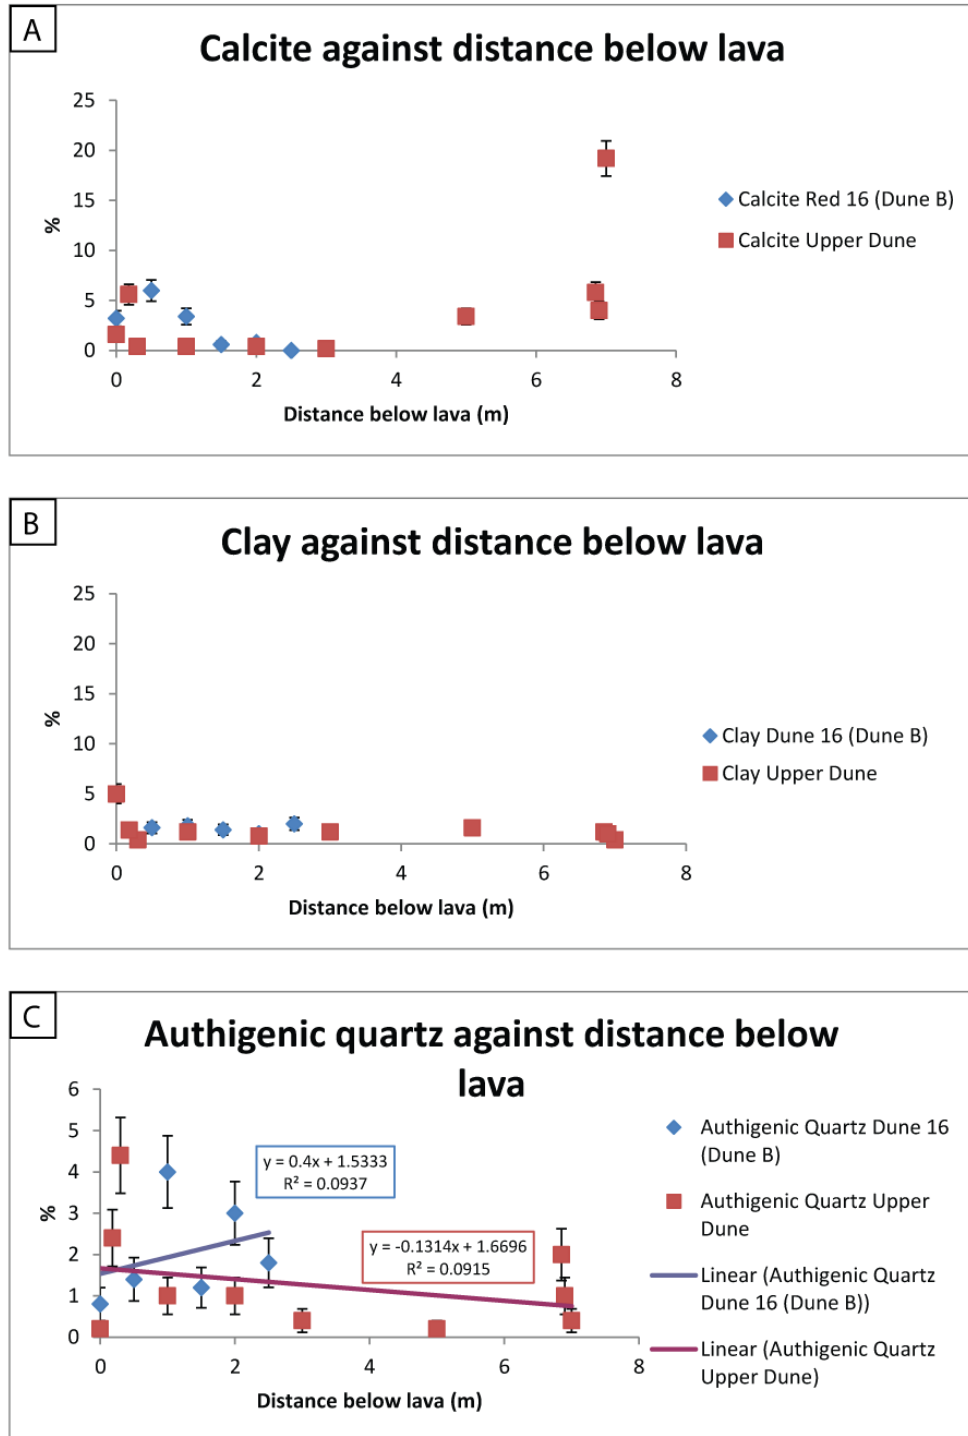 A
Calcite against distance below lava
25
20
15
10
5
0
%
0 2 4 6 8
Distance below lava (m)
Calcite Red 16 (Dune B)
Calcite Upper Dune
B
Clay against distance below lava
25
20
15
10
5
0
%
0 2 4 6 8
Distance below lava (m)
Clay Dune 16 (Dune B)
Clay Upper Dune
C
Authigenic quartz against distance below
lava
6
5
4
3
2
1
0
%
y = 0.4x + 1.5333
R² = 0.0937
y = -0.1314x + 1.6696
R² = 0.0915
0 2 4 6 8
Distance below lava (m)
Authigenic Quartz Dune 16
(Dune B)
Authigenic Quartz Upper
Dune
Linear (Authigenic Quartz
Dune 16 (Dune B))
Linear (Authigenic Quartz
Upper Dune)